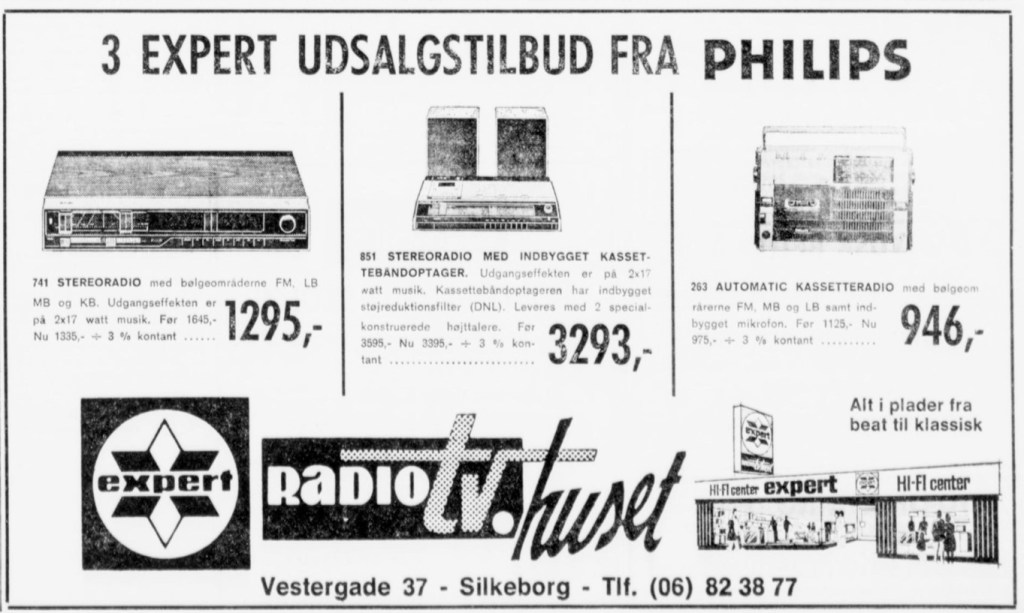 3 EXPERT UDSALGSTILBUD FRA PHILIPS
741 STEREORADIO med bølgeområderne FM, LB
MB og KB. Udgangseffekten er
på 2x17 watt musik. Før 1645,-
Nu 1335,- ÷ 3 % kontant ......
1295,-
851 STEREORADIO MED INDBYGGET KASSET-
TEBÅNDOPTAGER. Udgangseffekten er på 2x17
watt musik. Kassettebåndoptageren har indbygget
støjreduktionsfilter (DNL). Leveres med 2 special-
konstruerede højttalere. Før
3595,- Nu 3395,- ÷ 3 % kon-
tant ........................
3293,-
263 AUTOMATIC KASSETTERADIO med bølgeom
rårerne FM, MB og LB samt ind-
bygget mikrofon. Før 1125,- Nu
975,- ÷ 3 % kontant ..........
946,-
Alt i plader fra
beat til klassisk
expert
RADIO tv. huset
expert
HI-FI center expert HI-FI center
Vestergade 37 - Silkeborg - Tlf. (06) 82 38 77